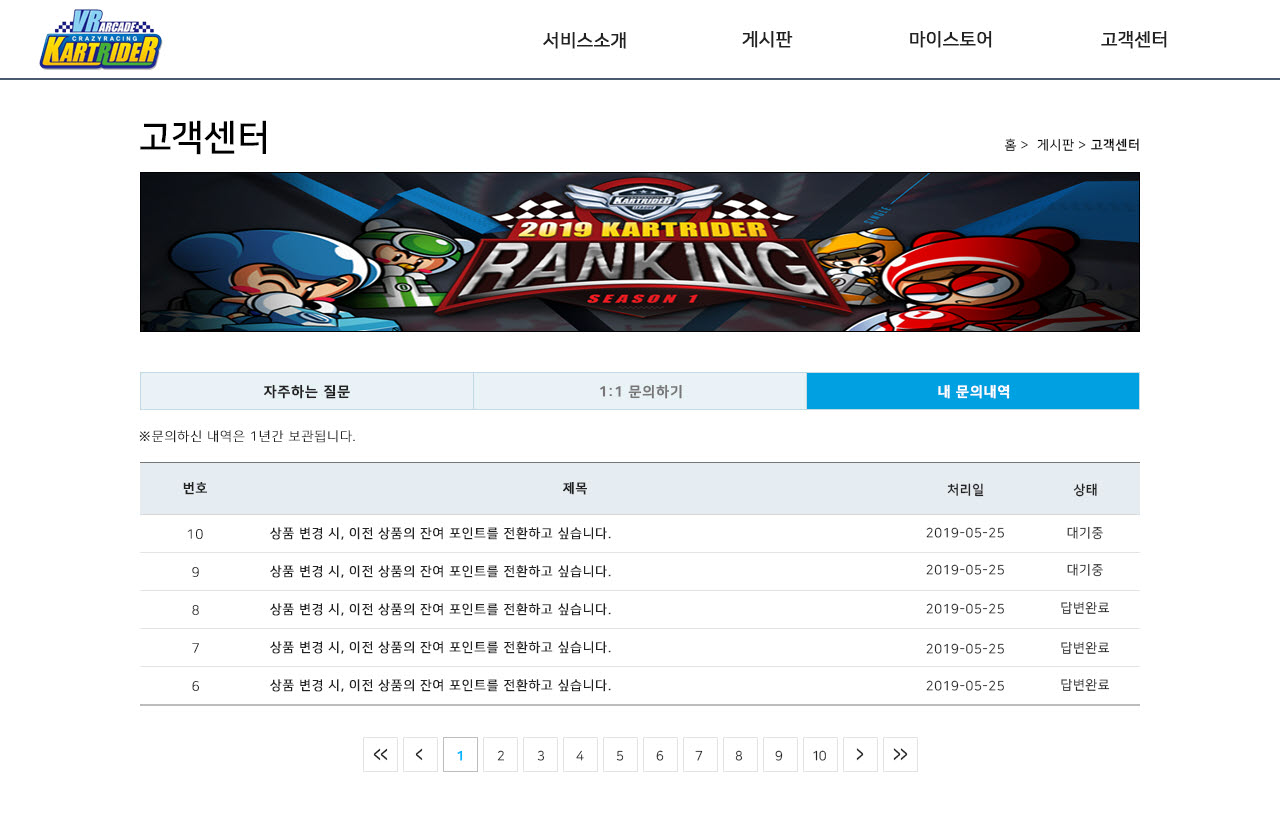 VR ARCADE
CRAZYRACING
KARTRIDER
서비스소개 게시판 마이스토어 고객센터
고객센터
홈 > 게시판 > 고객센터
KARTRIDER
LEAGUE
SINGLE
2019 KARTRIDER
RANKING
SEASON 1
자주하는 질문 1:1 문의하기 내 문의내역
※문의하신 내역은 1년간 보관됩니다.
번호 제목 처리일 상태
10 상품 변경 시, 이전 상품의 잔여 포인트를 전환하고 싶습니다. 2019-05-25 대기중
9 상품 변경 시, 이전 상품의 잔여 포인트를 전환하고 싶습니다. 2019-05-25 대기중
8 상품 변경 시, 이전 상품의 잔여 포인트를 전환하고 싶습니다. 2019-05-25 답변완료
7 상품 변경 시, 이전 상품의 잔여 포인트를 전환하고 싶습니다. 2019-05-25 답변완료
6 상품 변경 시, 이전 상품의 잔여 포인트를 전환하고 싶습니다. 2019-05-25 답변완료
<< < 1 2 3 4 5 6 7 8 9 10 > >>